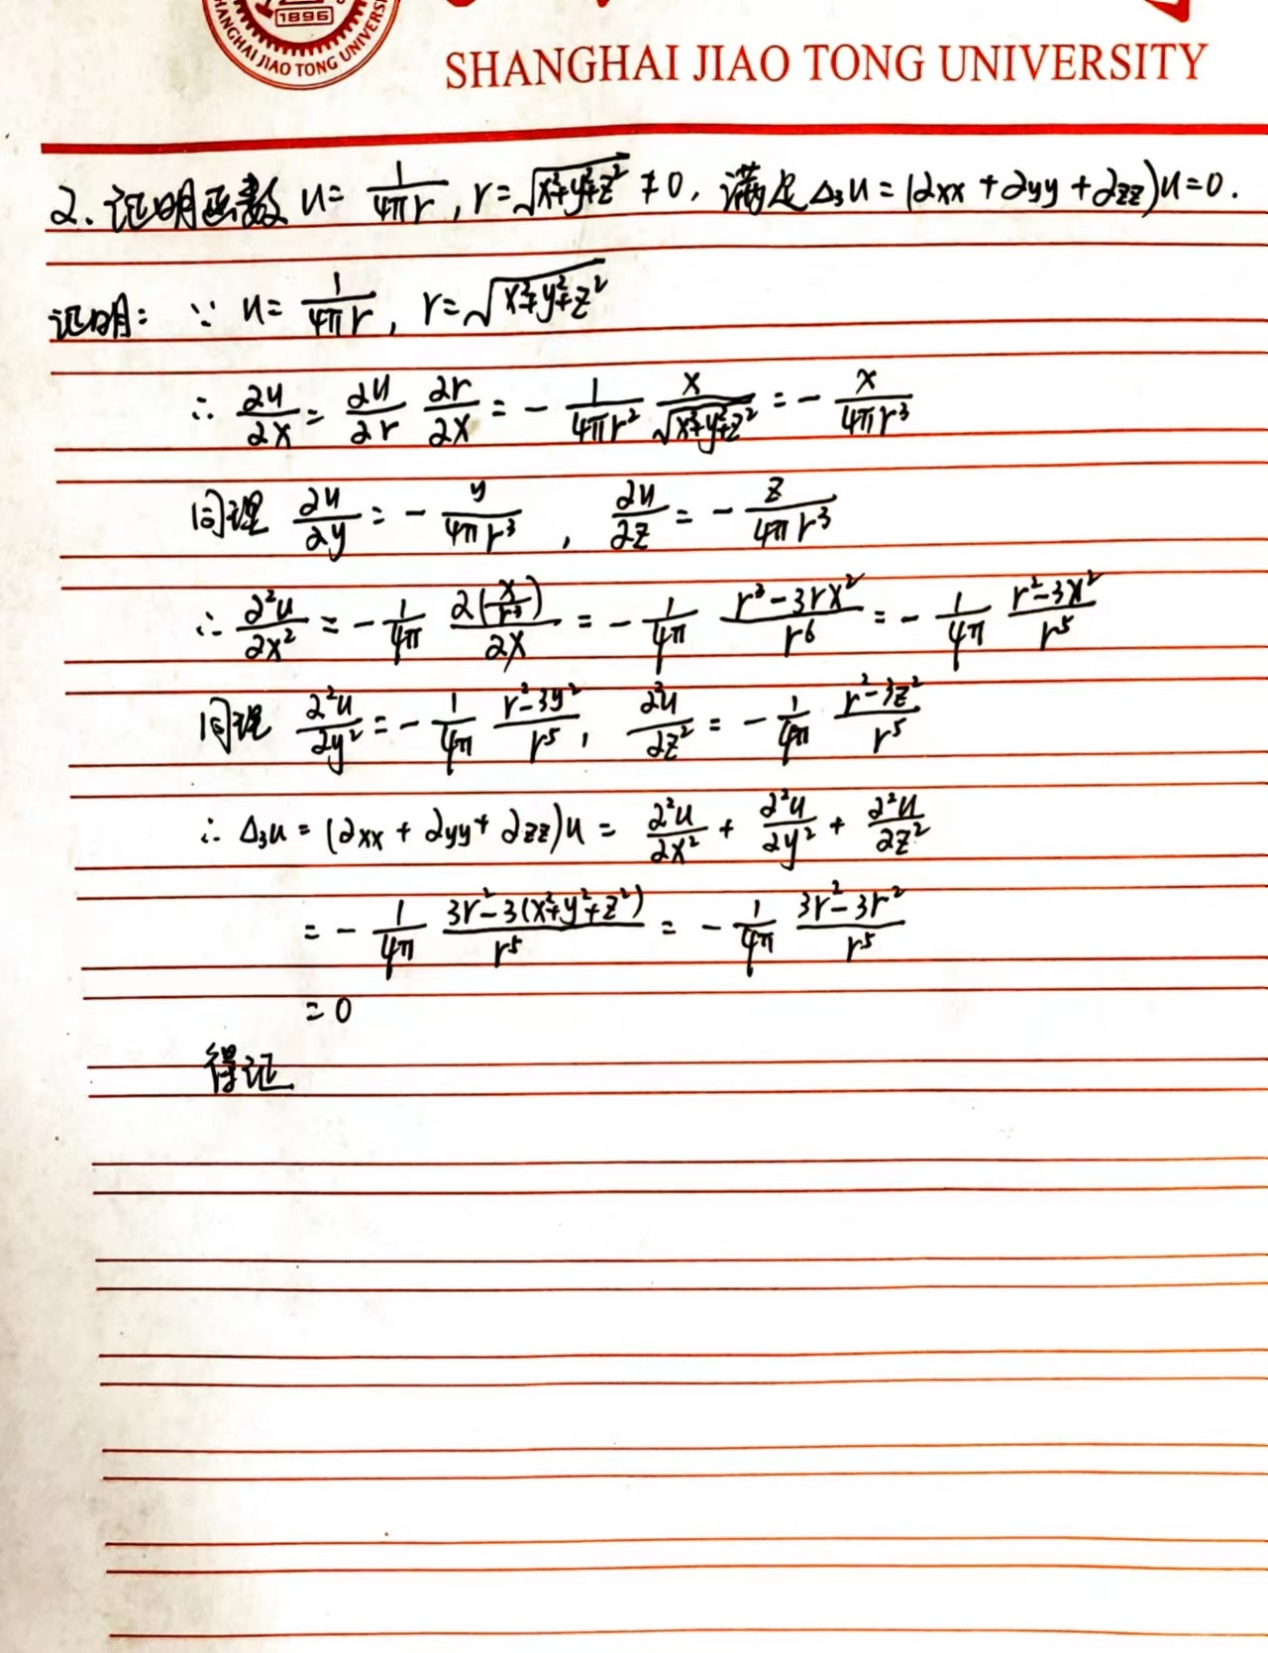 1896
SHANGHAI JIAO TONG UNIVERSITY
SHANGHAI JIAO TONG UNIVERSITY
2. 证明函数 u = 1/(4πr), r = √(x²+y²+z²) ≠ 0, 满足 Δ₃u = (∂xx + ∂yy + ∂zz)u = 0.
证明: ∵ u = 1/(4πr), r = √(x²+y²+z²)
∴ ∂u/∂x = ∂u/∂r ∂r/∂x = - 1/(4πr²) x/√(x²+y²+z²) = - x/(4πr³)
同理 ∂u/∂y = - y/(4πr³), ∂u/∂z = - z/(4πr³)
∴ ∂²u/∂x² = - 1/(4π) ∂(x/r³)/∂x = - 1/(4π) (r³-3rx²)/r⁶ = - 1/(4π) (r²-3x²)/r⁵
同理 ∂²u/∂y² = - 1/(4π) (r²-3y²)/r⁵, ∂²u/∂z² = - 1/(4π) (r²-3z²)/r⁵
∴ Δ₃u = (∂xx + ∂yy + ∂zz)u = ∂²u/∂x² + ∂²u/∂y² + ∂²u/∂z²
= - 1/(4π) (3r²-3(x²+y²+z²))/r⁵ = - 1/(4π) (3r²-3r²)/r⁵
= 0
得证